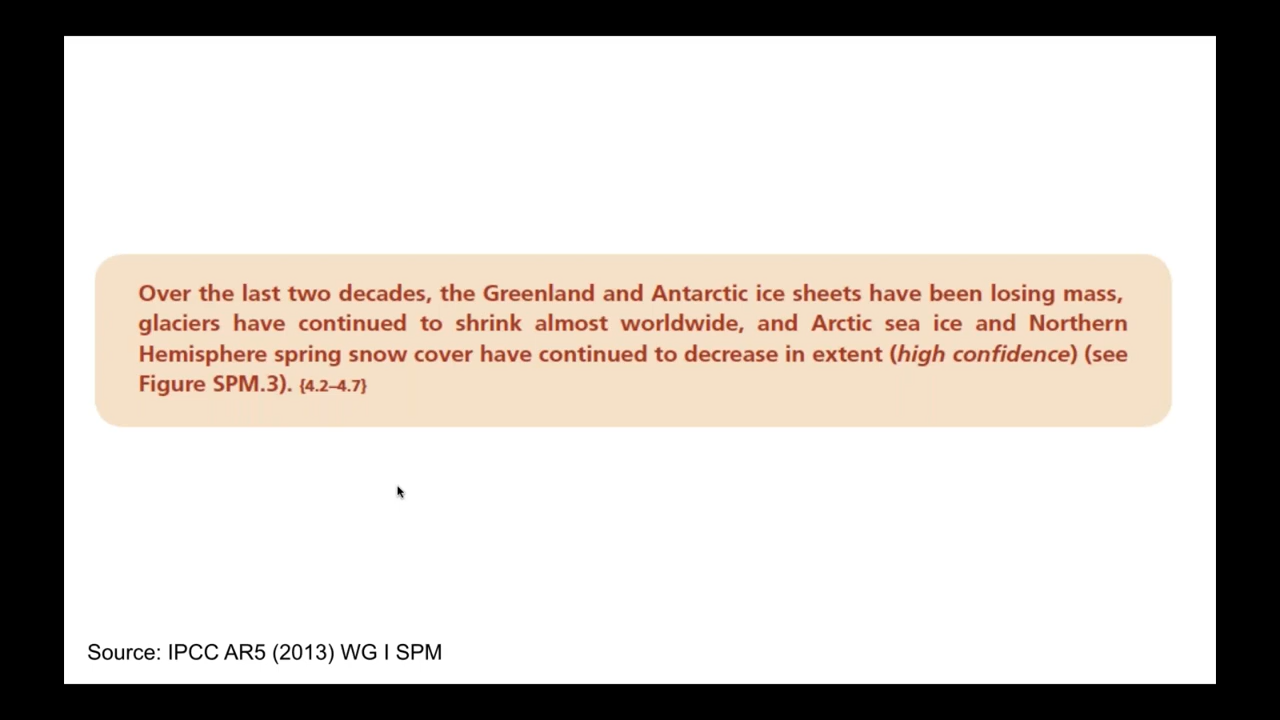 Over the last two decades, the Greenland and Antarctic ice sheets have been losing mass,
glaciers have continued to shrink almost worldwide, and Arctic sea ice and Northern
Hemisphere spring snow cover have continued to decrease in extent (high confidence) (see
Figure SPM.3). {4.2–4.7}
Source: IPCC AR5 (2013) WG I SPM